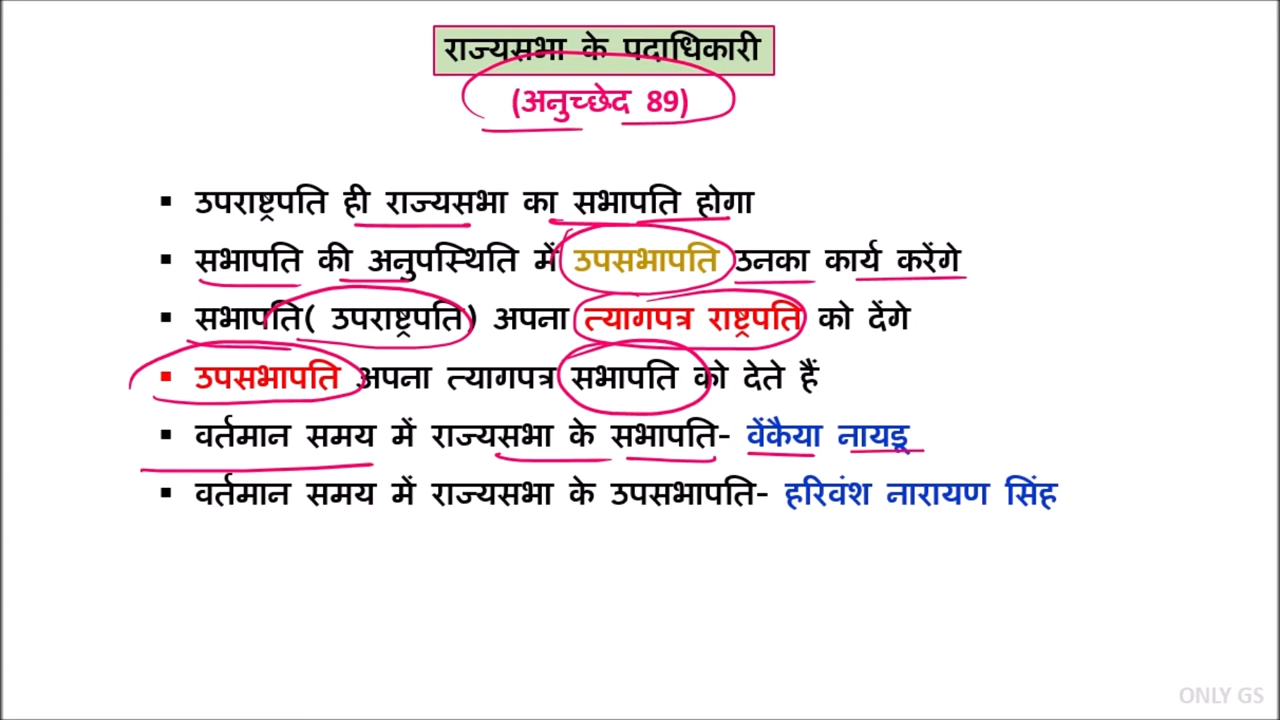 राज्यसभा के पदाधिकारी
(अनुच्छेद 89)
▪ उपराष्ट्रपति ही राज्यसभा का सभापति होगा
▪ सभापति की अनुपस्थिति में उपसभापति उनका कार्य करेंगे
▪ सभापति( उपराष्ट्रपति) अपना त्यागपत्र राष्ट्रपति को देंगे
▪ उपसभापति अपना त्यागपत्र सभापति को देते हैं
▪ वर्तमान समय में राज्यसभा के सभापति- वेंकैया नायडू
▪ वर्तमान समय में राज्यसभा के उपसभापति- हरिवंश नारायण सिंह
ONLY GS